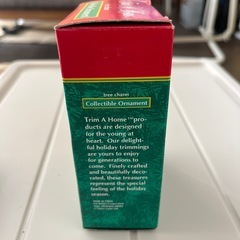 tree charm
Collectible Ornament
Trim A Home™ pro-
ducts are designed
for the young at
heart. Our delight-
ful holiday trimmings
are yours to enjoy
for generations to
come. Finely crafted
and beautifully deco-
rated, these treasures
represent the special
feeling of the holiday
season.